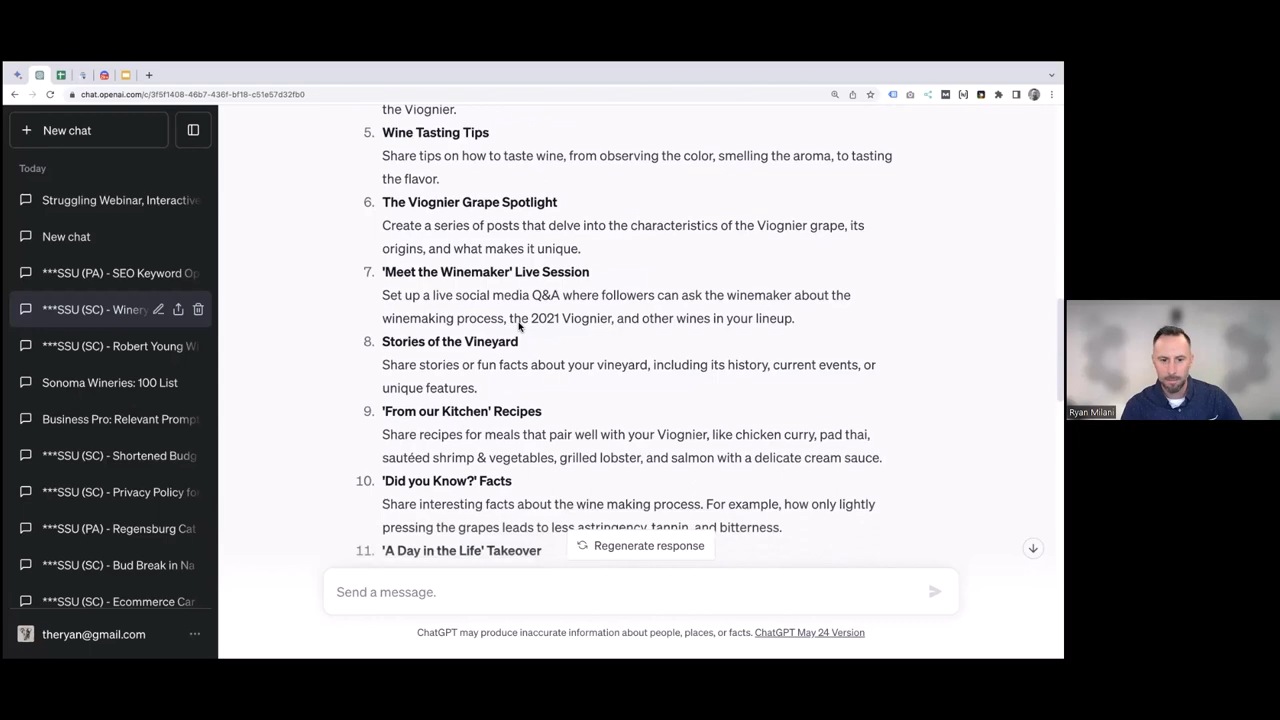 chat.openai.com/c/3f5f1408-46b7-436f-bf18-c51e57d32fb0
New chat
Today
Struggling Webinar, Interactive
New chat
***SSU (PA) - SEO Keyword Op
***SSU (SC) - Winery
***SSU (SC) - Robert Young Wi
Sonoma Wineries: 100 List
Business Pro: Relevant Prompt
***SSU (SC) - Shortened Budg
***SSU (SC) - Privacy Policy fo
***SSU (PA) - Regensburg Cat
***SSU (SC) - Bud Break in Na
***SSU (SC) - Ecommerce Car
theryan@gmail.com
the Viognier.
5. Wine Tasting Tips
Share tips on how to taste wine, from observing the color, smelling the aroma, to tasting
the flavor.
6. The Viognier Grape Spotlight
Create a series of posts that delve into the characteristics of the Viognier grape, its
origins, and what makes it unique.
7. 'Meet the Winemaker' Live Session
Set up a live social media Q&A where followers can ask the winemaker about the
winemaking process, the 2021 Viognier, and other wines in your lineup.
8. Stories of the Vineyard
Share stories or fun facts about your vineyard, including its history, current events, or
unique features.
9. 'From our Kitchen' Recipes
Share recipes for meals that pair well with your Viognier, like chicken curry, pad thai,
sautéed shrimp & vegetables, grilled lobster, and salmon with a delicate cream sauce.
10. 'Did you Know?' Facts
Share interesting facts about the wine making process. For example, how only lightly
pressing the grapes leads to less astringency, tannin, and bitterness.
11. 'A Day in the Life' Takeover
Regenerate response
Send a message.
ChatGPT may produce inaccurate information about people, places, or facts. ChatGPT May 24 Version
Ryan Milani